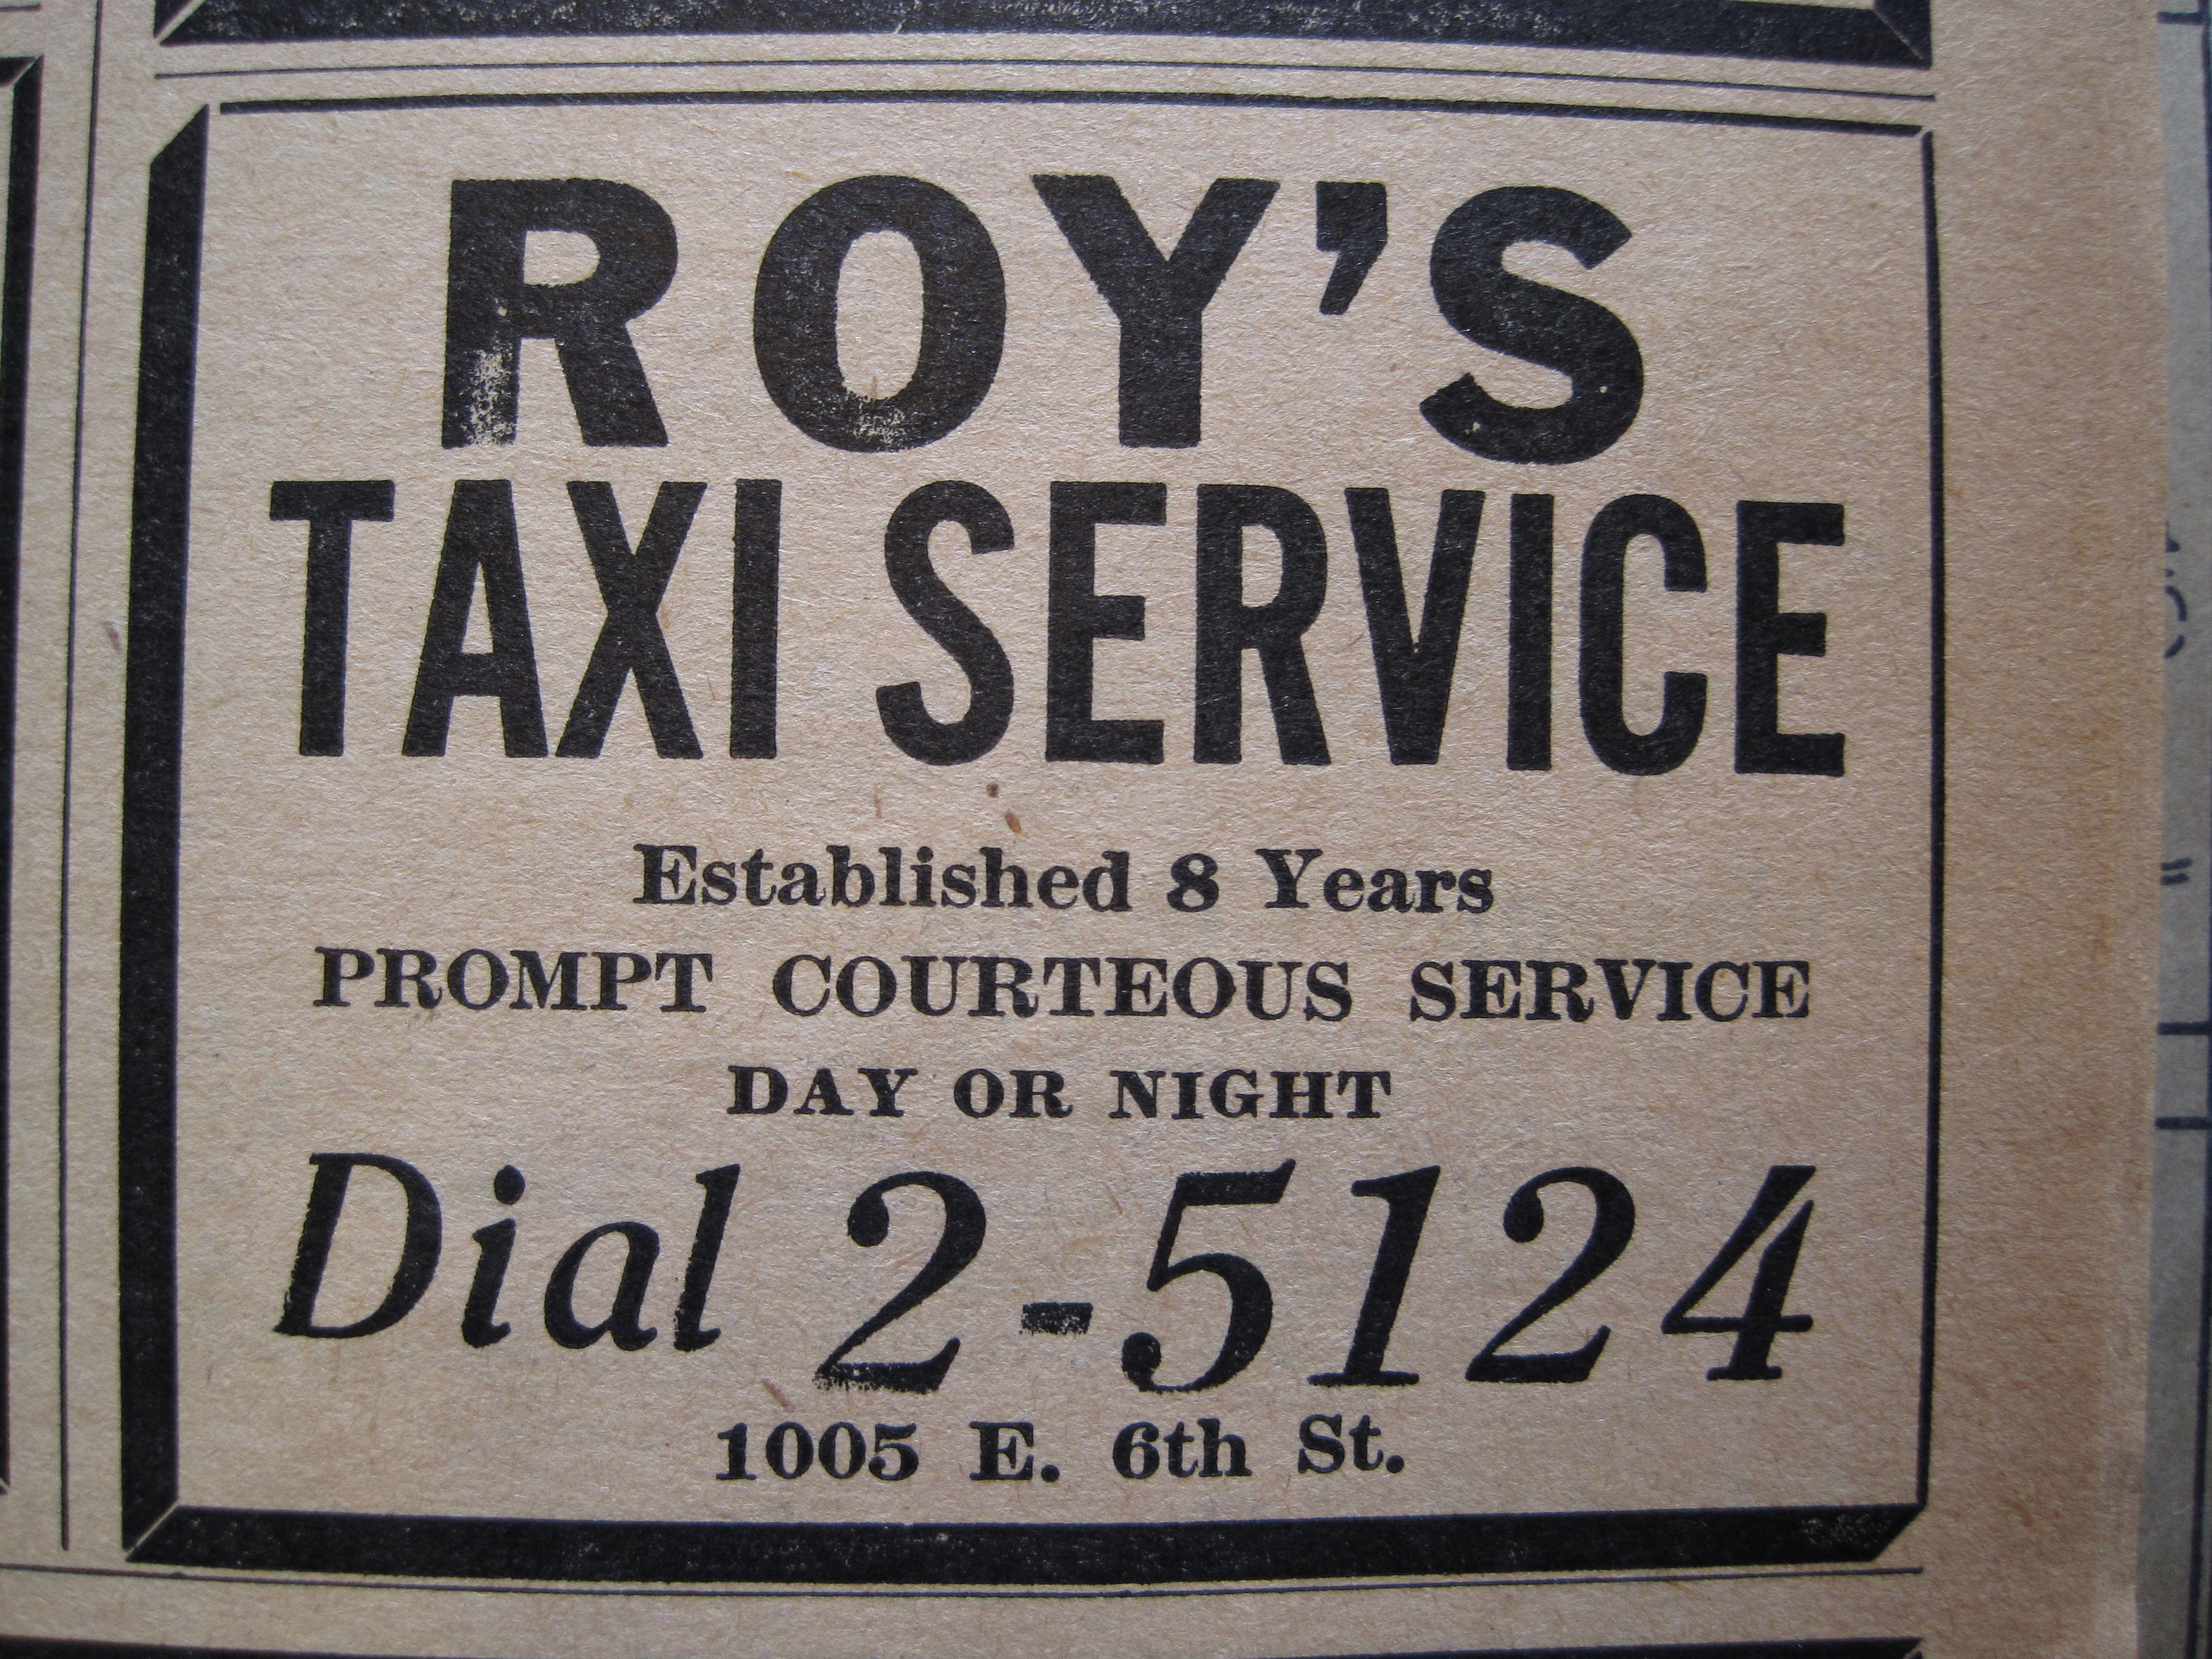 ROY'S
TAXI SERVICE
Established 8 Years
PROMPT COURTEOUS SERVICE
DAY OR NIGHT
Dial 2-5124
1005 E. 6th St.